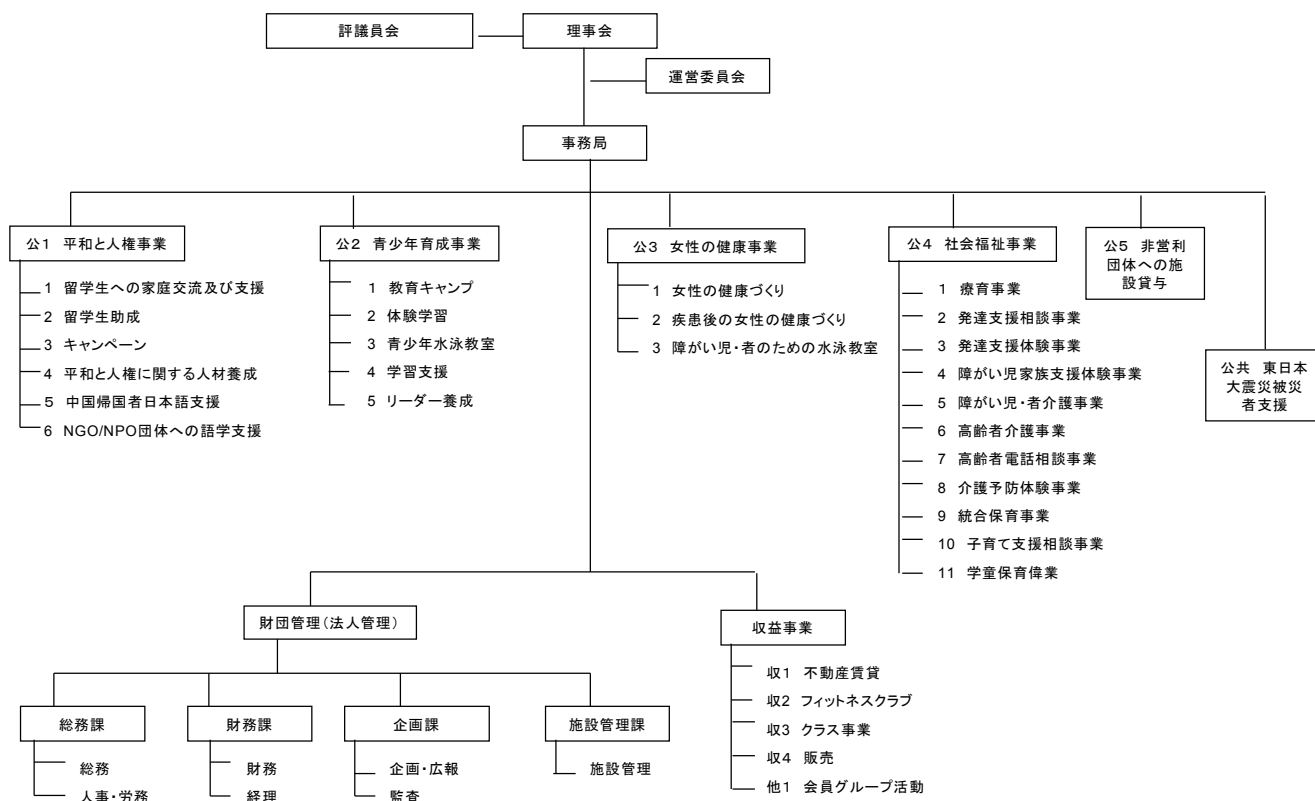 評議員会
理事会
運営委員会
事務局
公1 平和と人権事業
1 留学生への家庭交流及び支援
2 留学生助成
3 キャンペーン
4 平和と人権に関する人材養成
5 中国帰国者日本語支援
6 NGO/NPO団体への語学支援
公2 青少年育成事業
1 教育キャンプ
2 体験学習
3 青少年水泳教室
4 学習支援
5 リーダー養成
公3 女性の健康事業
1 女性の健康づくり
2 疾患後の女性の健康づくり
3 障がい児・者のための水泳教室
公4 社会福祉事業
1 療育事業
2 発達支援相談事業
3 発達支援体験事業
4 障がい児家族支援体験事業
5 障がい児・者介護事業
6 高齢者介護事業
7 高齢者電話相談事業
8 介護予防体験事業
9 統合保育事業
10 子育て支援相談事業
11 学童保育偉業
公5 非営利
団体への施
設貸与
公共 東日本
大震災被災
者支援
財団管理(法人管理)
総務課
総務
人事・労務
財務課
財務
経理
企画課
企画・広報
監査
施設管理課
施設管理
収益事業
収1 不動産賃貸
収2 フィットネスクラブ
収3 クラス事業
収4 販売
他1 会員グループ活動